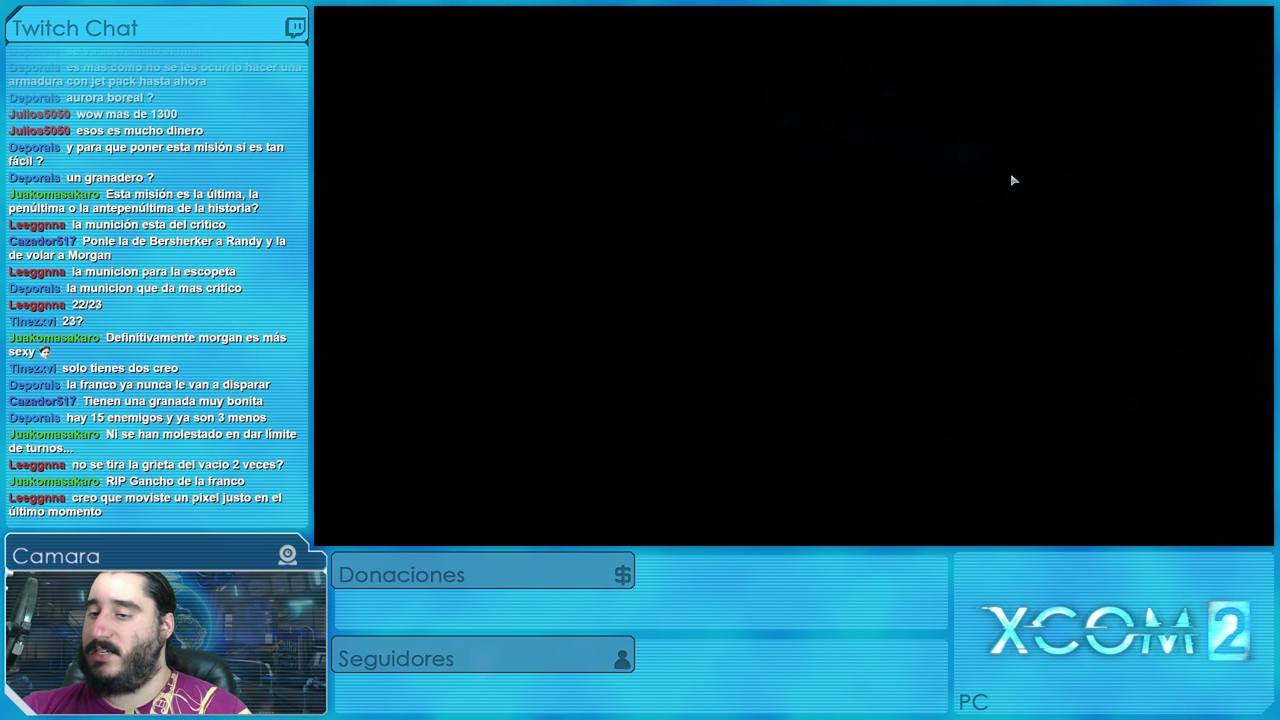 Twitch Chat
Deporais es mas como no se les ocurrio hacer una
armadura con jet pack hasta ahora
Deporais aurora boreal ?
Julios5050 wow mas de 1300
Julios5050 esos es mucho dinero
Deporais y para que poner esta misión si es tan
fácil ?
Deporais un granadero ?
Juakomasakaro Esta misión es la última, la
penúltima o la antepenúltima de la historia?
Leeggnna la munición esta del critico
Cazador517 Ponle la de Bersherker a Randy y la
de volar a Morgan
Leeggnna la municion para la escopeta
Deporais la municion que da mas critico
Leeggnna 22/23
Tinezxvi 23?
Juakomasakaro Definitivamente morgan es más
sexy
Tinezxvi solo tienes dos creo
Deporais la franco ya nunca le van a disparar
Cazador517 Tienen una granada muy bonita
Deporais hay 15 enemigos y ya son 3 menos
Juakomasakaro Ni se han molestado en dar límite
de turnos...
Leeggnna no se tira la grieta del vacio 2 veces?
Juakomasakaro RIP Gancho de la franco
Leeggnna creo que moviste un pixel justo en el
último momento
Camara
Donaciones
Seguidores
XCOM 2
PC